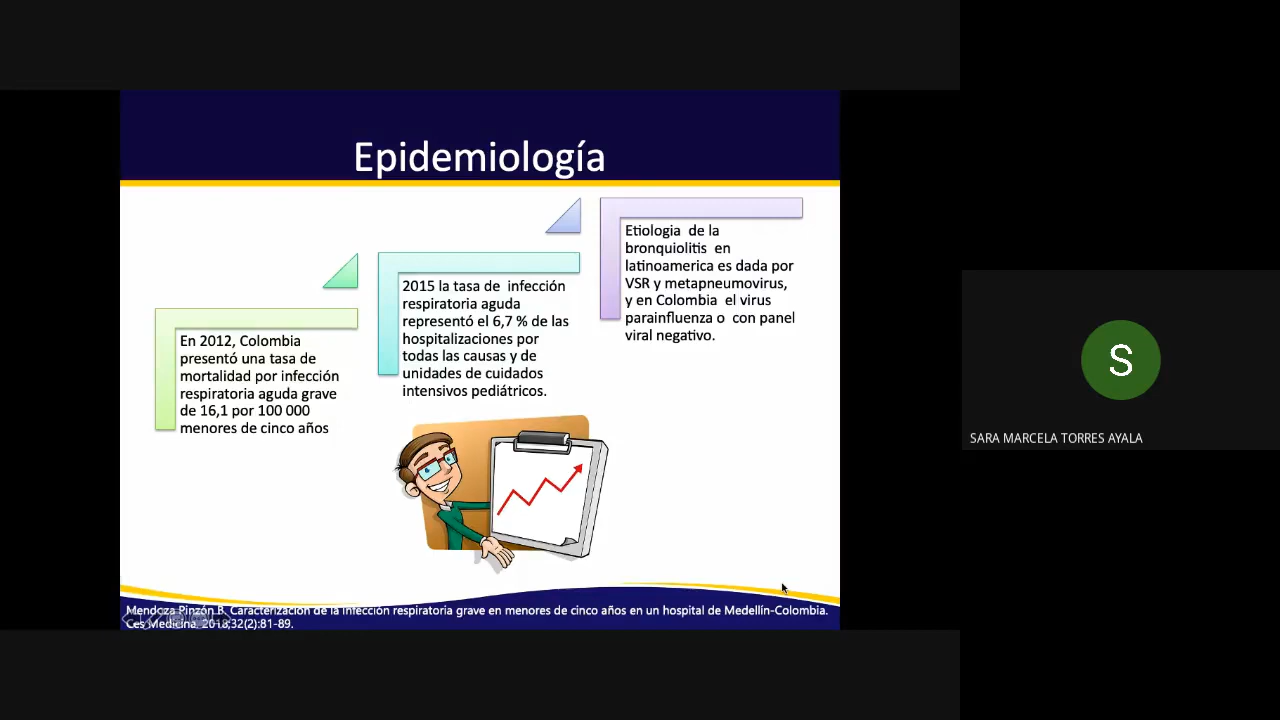 Epidemiología
En 2012, Colombia
presentó una tasa de
mortalidad por infección
respiratoria aguda grave
de 16,1 por 100 000
menores de cinco años
2015 la tasa de infección
respiratoria aguda
representó el 6,7 % de las
hospitalizaciones por
todas las causas y de
unidades de cuidados
intensivos pediátricos.
Etiologia de la
bronquiolitis en
latinoamerica es dada por
VSR y metapneumovirus,
y en Colombia el virus
parainfluenza o con panel
viral negativo.
Mendoza Pinzón B. Caracterización de la infección respiratoria grave en menores de cinco años en un hospital de Medellín-Colombia.
Ces Medicina. 2018;32(2):81-89.
S
SARA MARCELA TORRES AYALA